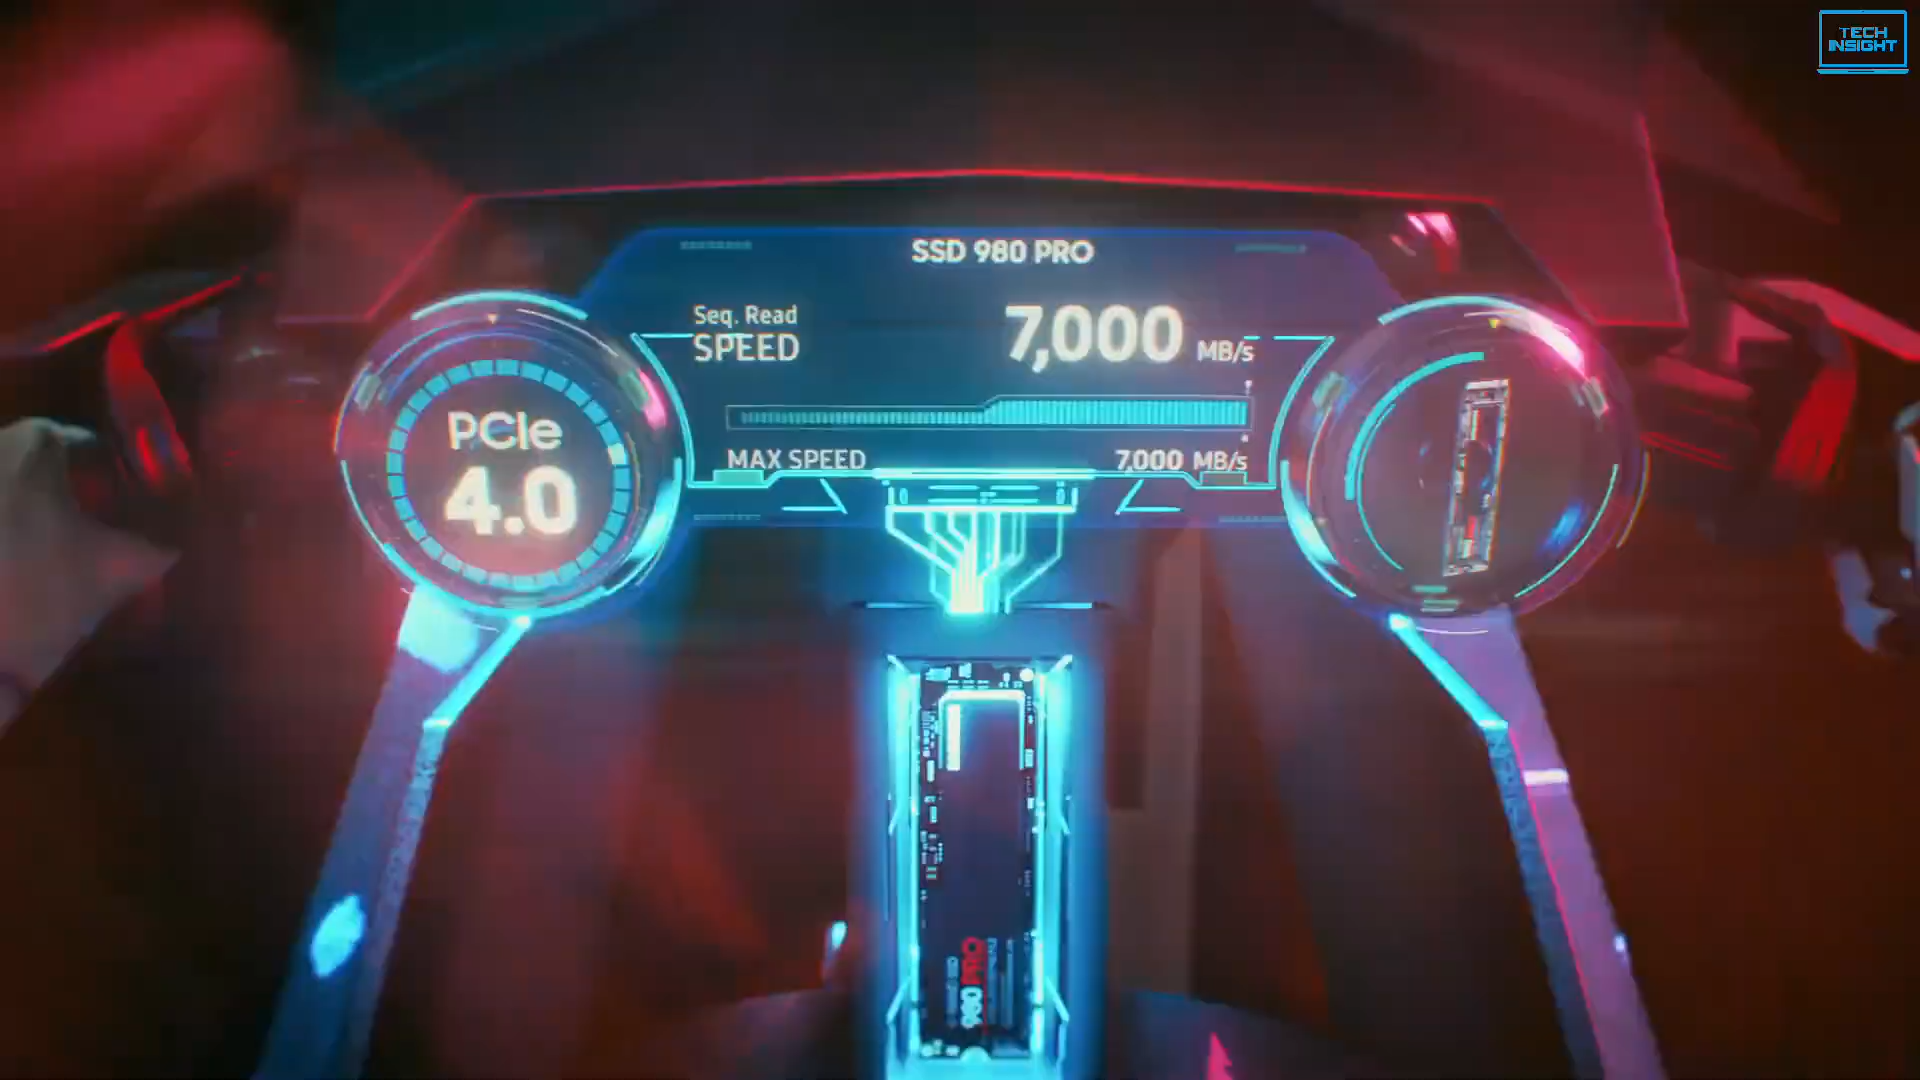 TECH
INSIGHT
SSD 980 PRO
Seq. Read
SPEED
7,000 MB/s
MAX SPEED
7,000 MB/s
PCIe
4.0
980 PRO